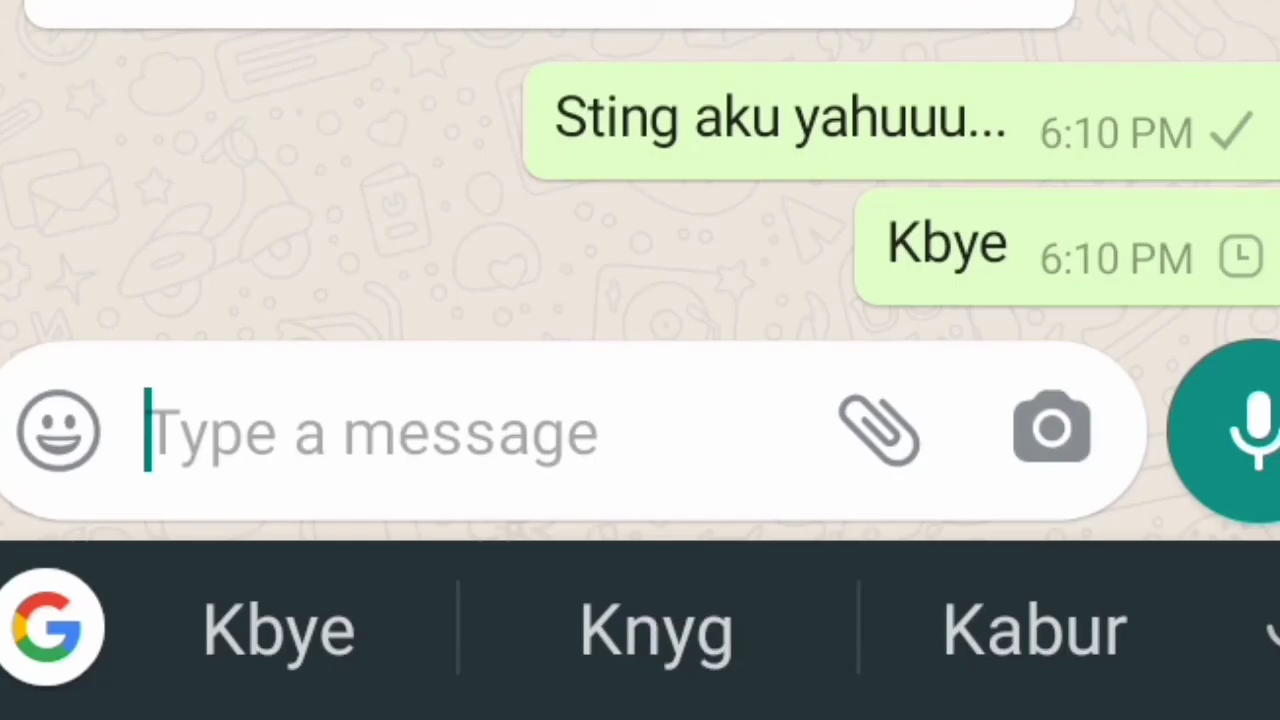 Sting aku yahuuu... 6:10 PM
Kbye 6:10 PM
Type a message
Kbye Knyg Kabur